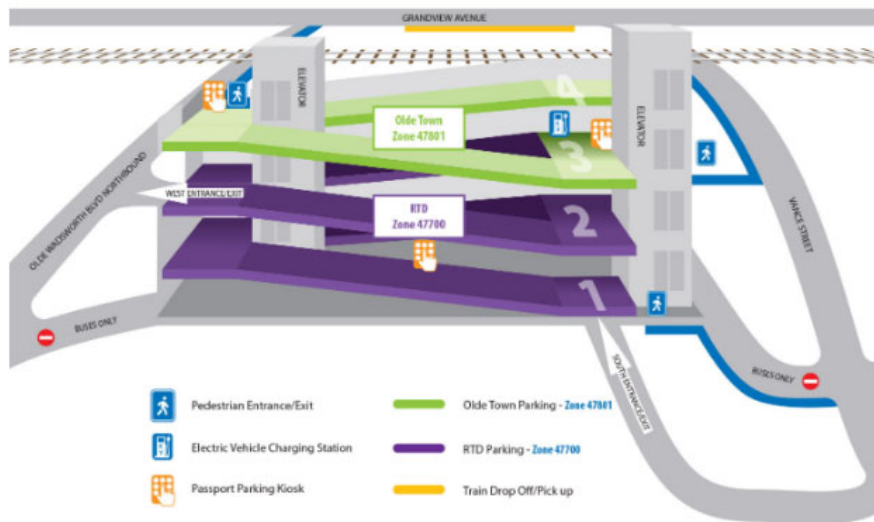 GRANDVIEW AVENUE
ELEVATOR
ELEVATOR
4
Olde Town
Zone 47801
3
OLDE WADSWORTH BLVD NORTHBOUND
WEST ENTRANCE/EXIT
RTD
Zone 47700
2
VANCE STREET
1
BUSES ONLY
SOUTH ENTRANCE/EXIT
BUSES ONLY
Pedestrian Entrance/Exit
Olde Town Parking - Zone 47801
Electric Vehicle Charging Station
RTD Parking - Zone 47700
Passport Parking Kiosk
Train Drop Off/Pick up